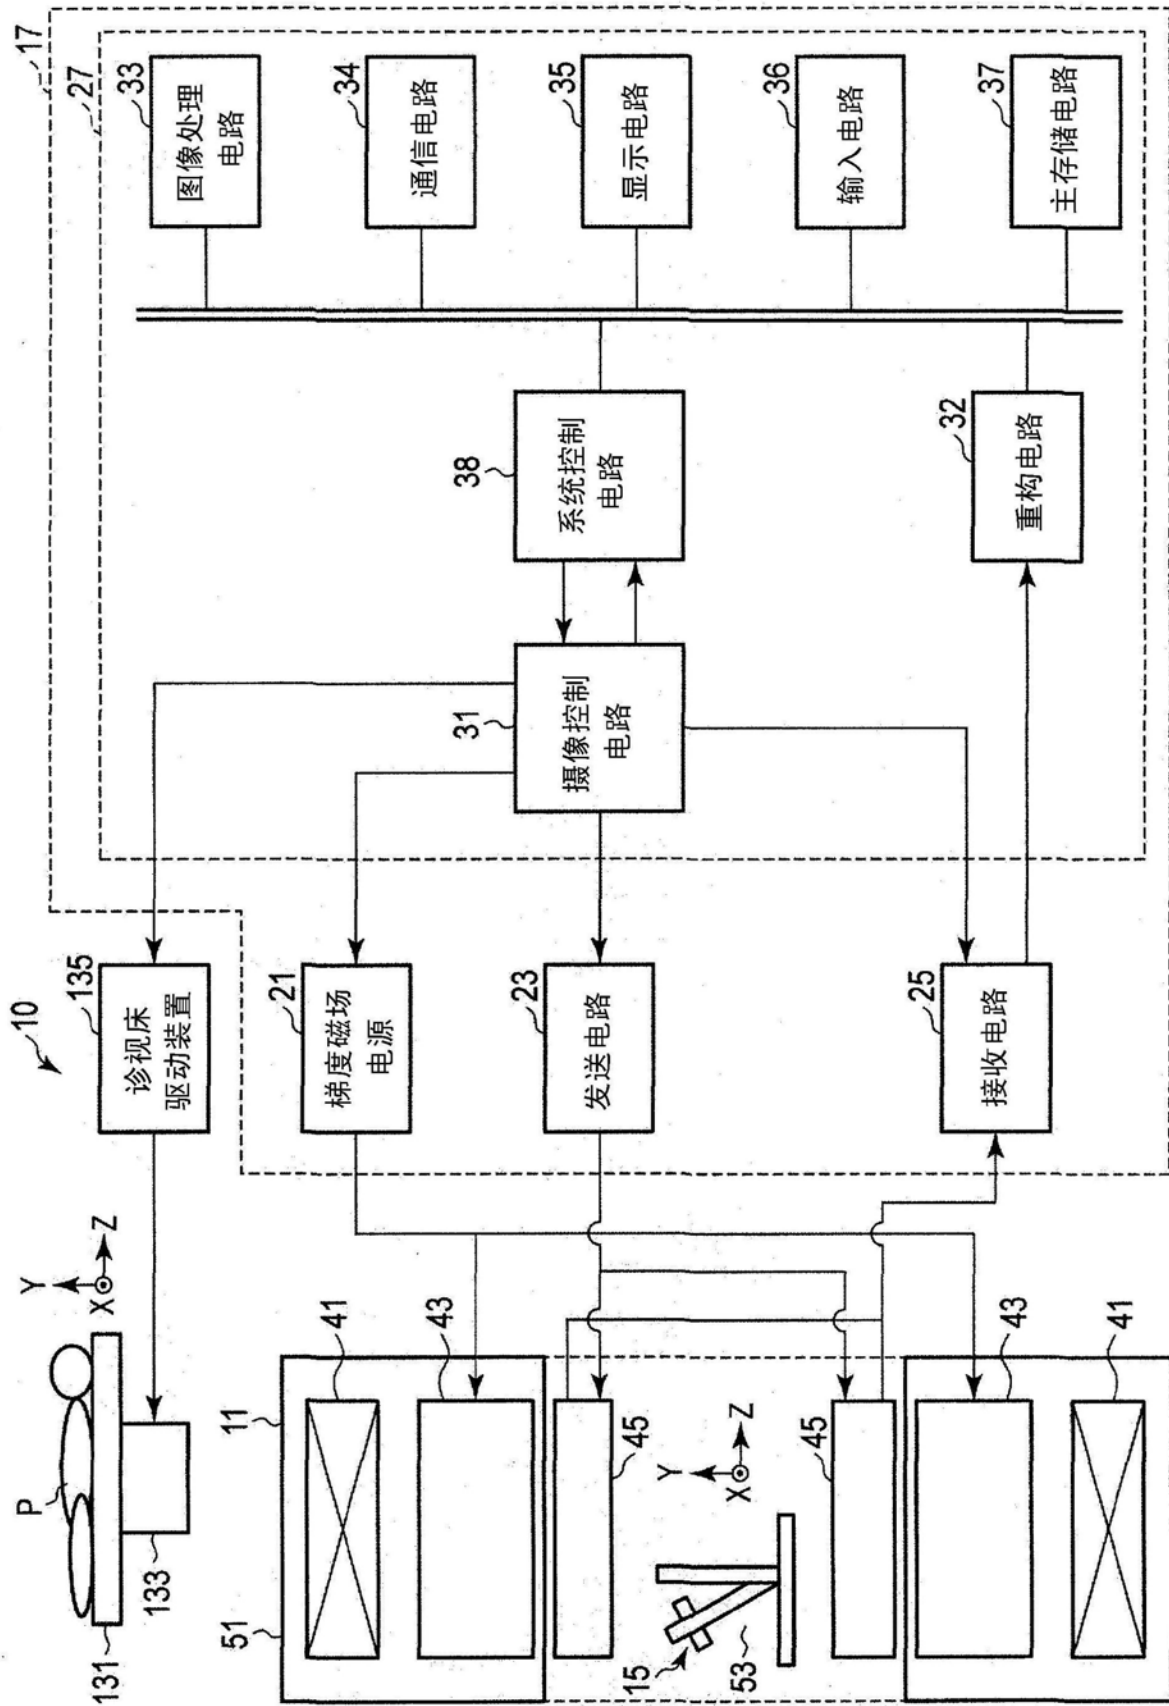 10
17
27
P
131
133
Y
X
Z
135
诊视床
驱动装置
21
梯度磁场
电源
23
发送电路
25
接收电路
31
摄像控制
电路
38
系统控制
电路
32
重构电路
33
图像处理
电路
34
通信电路
35
显示电路
36
输入电路
37
主存储电路
51
11
41
43
45
Y
X
Z
15
53
45
43
41